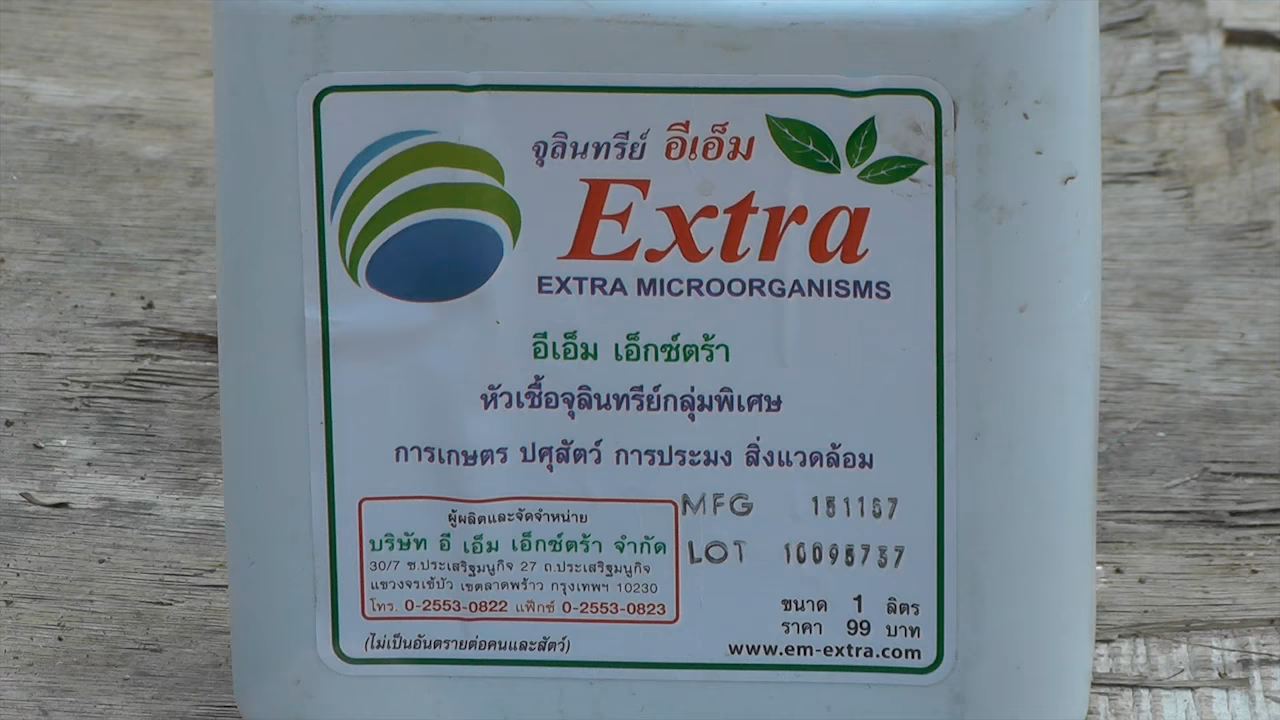 จุลินทรีย์ อีเอ็ม
Extra
EXTRA MICROORGANISMS
อีเอ็ม เอ็กซ์ตร้า
หัวเชื้อจุลินทรีย์กลุ่มพิเศษ
การเกษตร ปศุสัตว์ การประมง สิ่งแวดล้อม
MFG 151157
LOT 10095737
ผู้ผลิตและจัดจำหน่าย
บริษัท อี เอ็ม เอ็กซ์ตร้า จำกัด
30/7 ซ.ประเสริฐมนูกิจ 27 ถ.ประเสริฐมนูกิจ
แขวงจรเข้บัว เขตลาดพร้าว กรุงเทพฯ 10230
โทร. 0-2553-0822 แฟ็กซ์ 0-2553-0823
ขนาด 1 ลิตร
ราคา 99 บาท
(ไม่เป็นอันตรายต่อคนและสัตว์)
www.em-extra.com